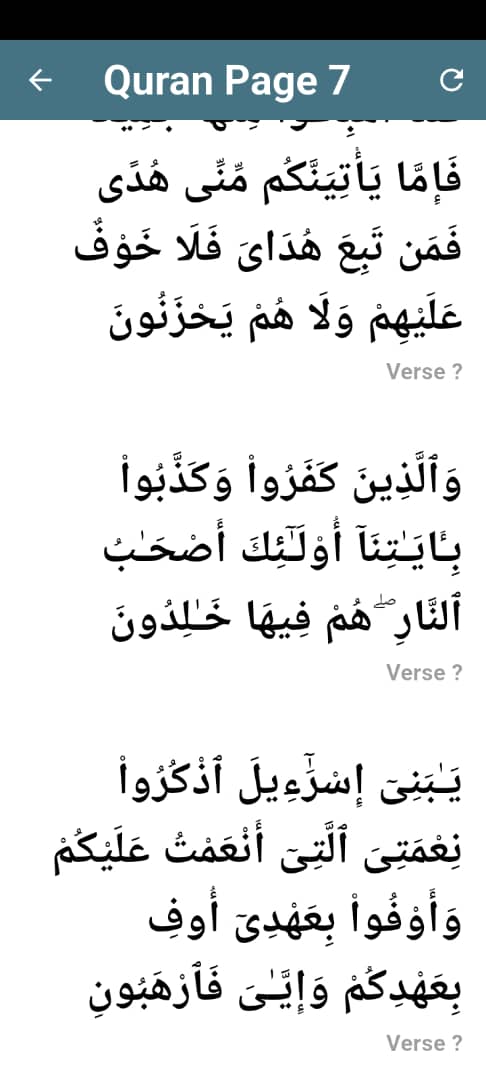 Quran Page 7
فَإِمَّا يَأْتِيَنَّكُم مِّنِّى هُدًى
فَمَن تَبِعَ هُدَاىَ فَلَا خَوْفٌ
عَلَيْهِمْ وَلَا هُمْ يَحْزَنُونَ
Verse ?
وَٱلَّذِينَ كَفَرُوا۟ وَكَذَّبُوا۟
بِـَٔايَـٰتِنَآ أُو۟لَـٰٓئِكَ أَصْحَـٰبُ
ٱلنَّارِ ۖ هُمْ فِيهَا خَـٰلِدُونَ
Verse ?
يَـٰبَنِىٓ إِسْرَٰٓءِيلَ ٱذْكُرُوا۟
نِعْمَتِىَ ٱلَّتِىٓ أَنْعَمْتُ عَلَيْكُمْ
وَأَوْفُوا۟ بِعَهْدِىٓ أُوفِ
بِعَهْدِكُمْ وَإِيَّـٰىَ فَٱرْهَبُونِ
Verse ?